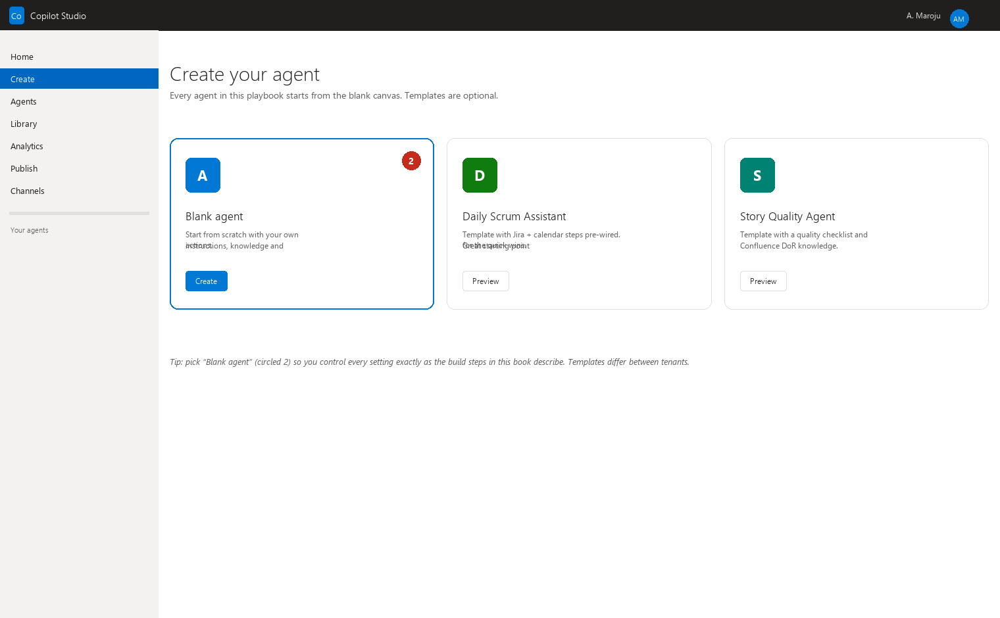 Co Copilot Studio
A. Maroju AM
Home
Create
Agents
Library
Analytics
Publish
Channels
Your agents
Create your agent
Every agent in this playbook starts from the blank canvas. Templates are optional.
A
2
Blank agent
Start from scratch with your own
instructions, knowledge and
actions.
Create
D
Daily Scrum Assistant
Template with Jira + calendar steps pre-wired.
Great starting point
for the quick wins.
Preview
S
Story Quality Agent
Template with a quality checklist and
Confluence DoR knowledge.
Preview
Tip: pick "Blank agent" (circled 2) so you control every setting exactly as the build steps in this book describe. Templates differ between tenants.